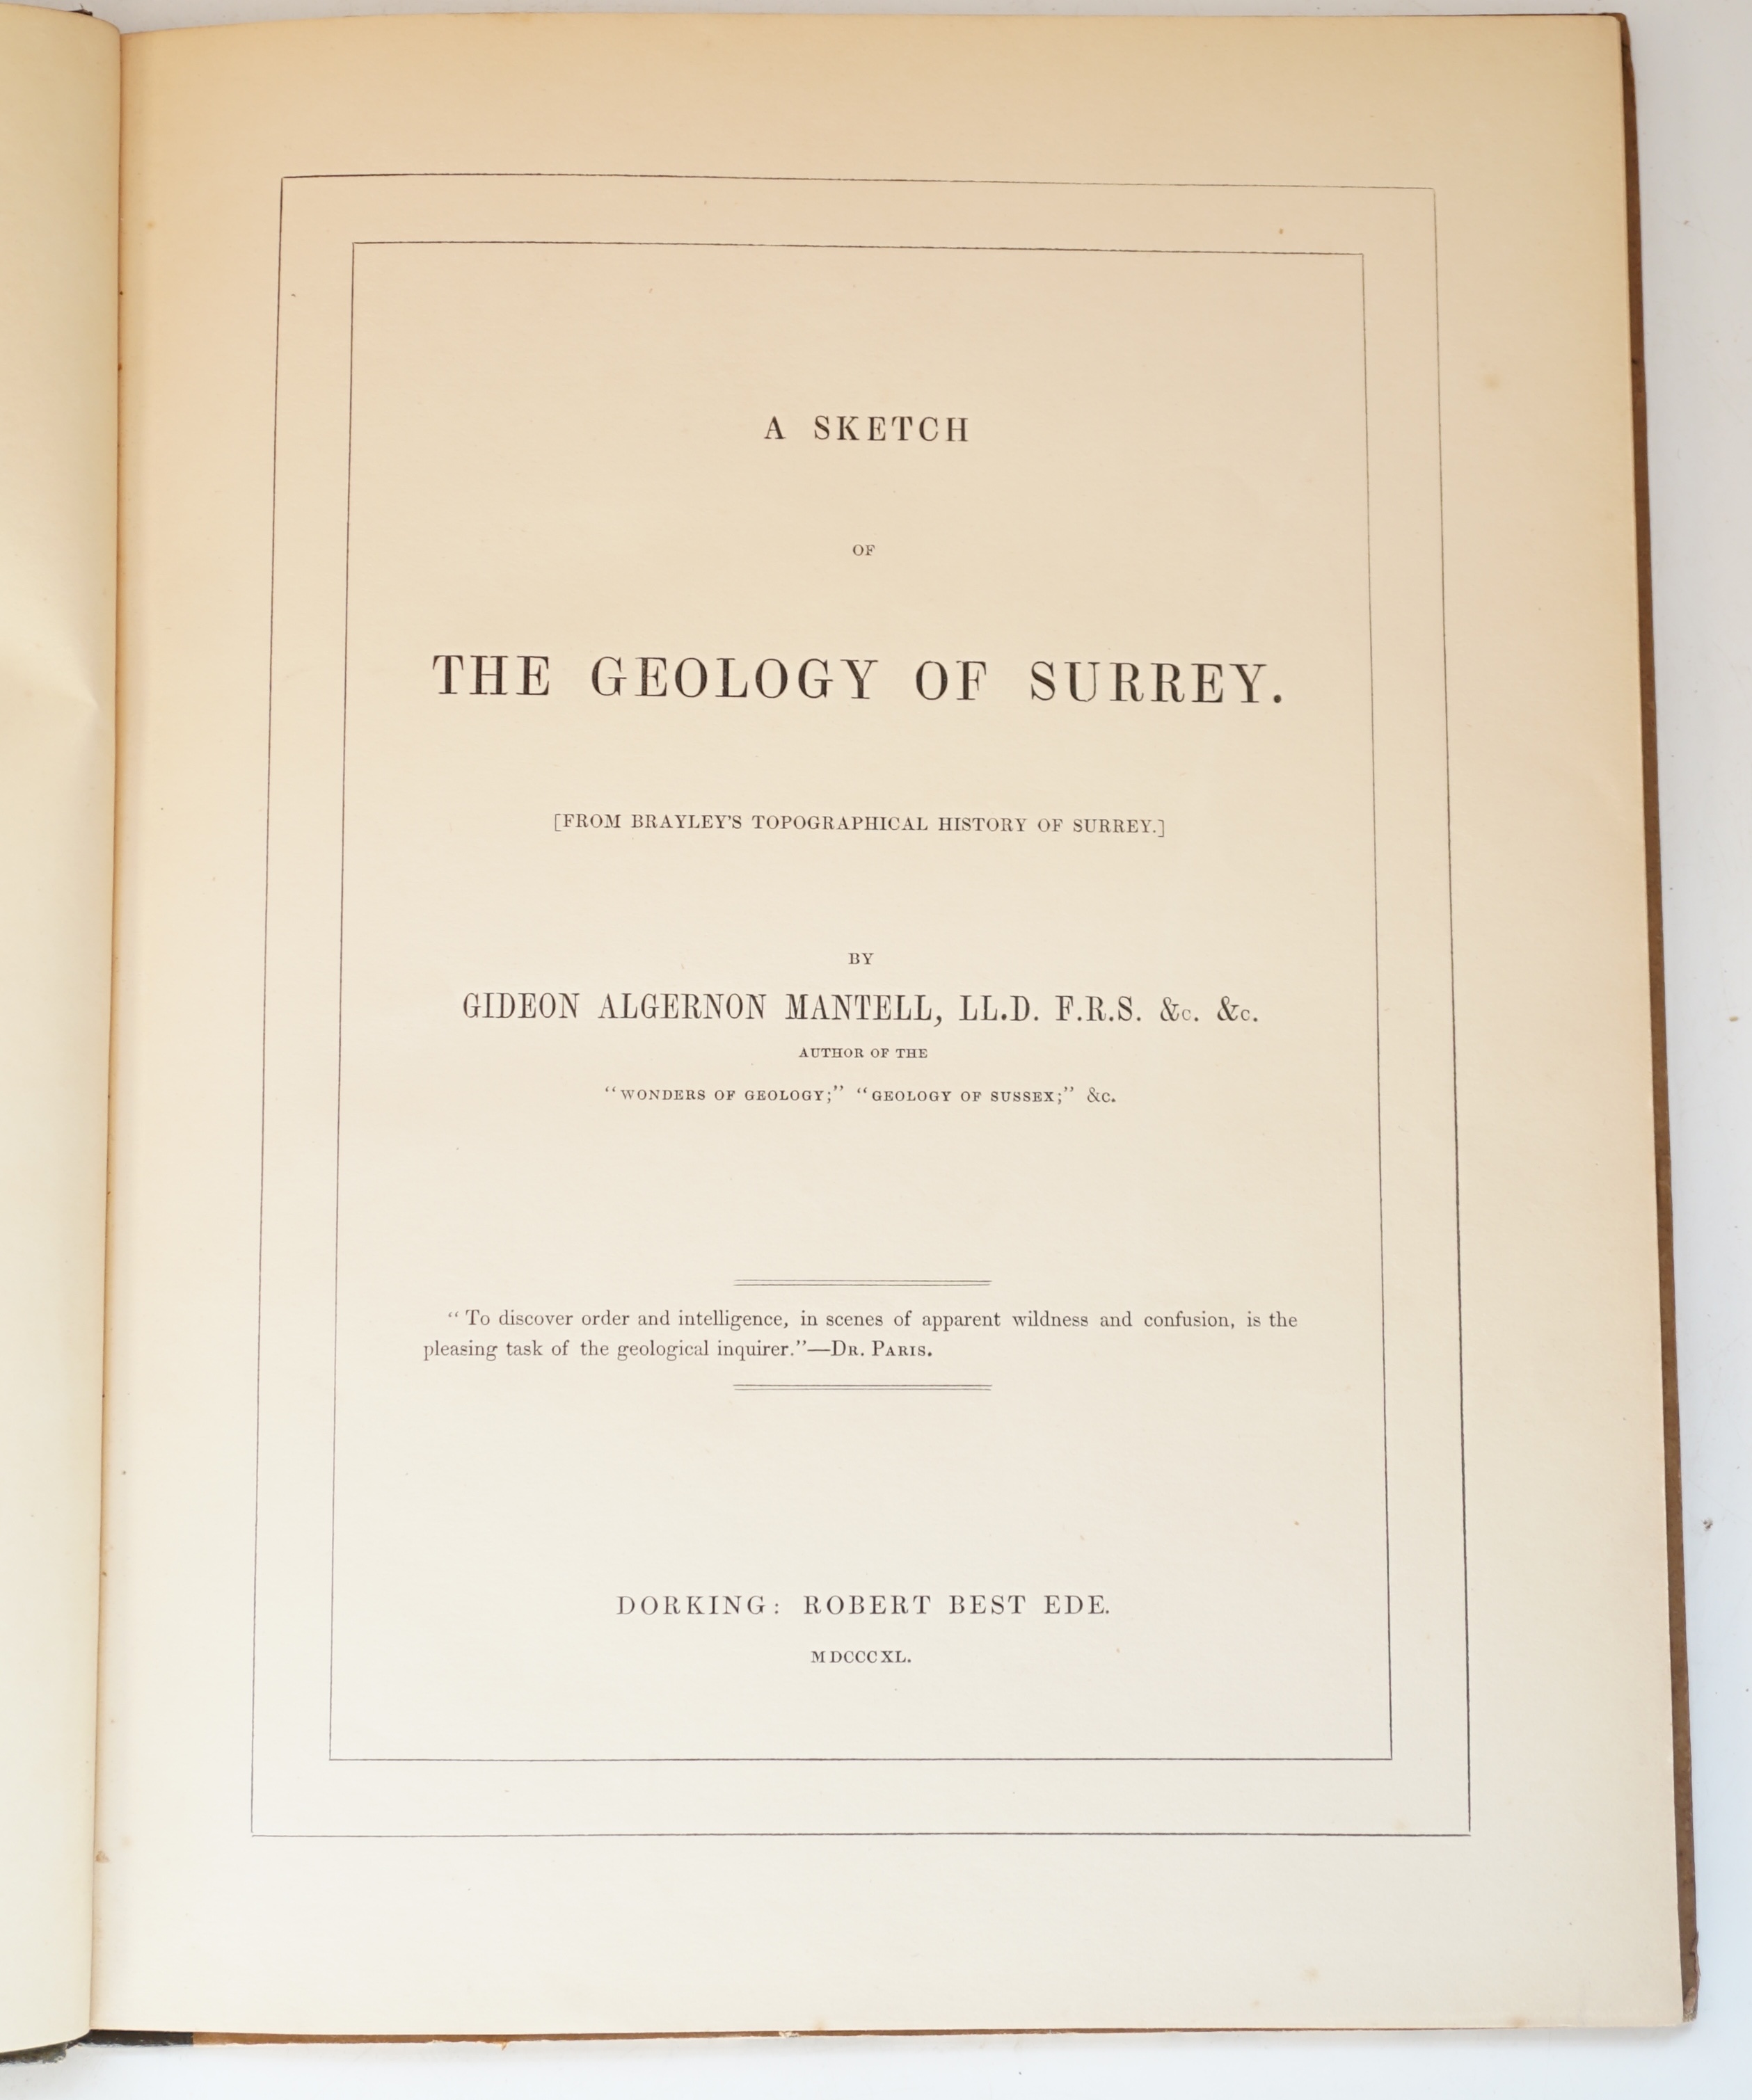 A SKETCH
OF
THE GEOLOGY OF SURREY.
[FROM BRAYLEY'S TOPOGRAPHICAL HISTORY OF SURREY.]
BY
GIDEON ALGERNON MANTELL, LL.D. F.R.S. &c. &c.
AUTHOR OF THE
“WONDERS OF GEOLOGY;” “GEOLOGY OF SUSSEX;” &c.
“To discover order and intelligence, in scenes of apparent wildness and confusion, is the
pleasing task of the geological inquirer.”—Dr. Paris.
DORKING: ROBERT BEST EDE.
MDCCCXL.